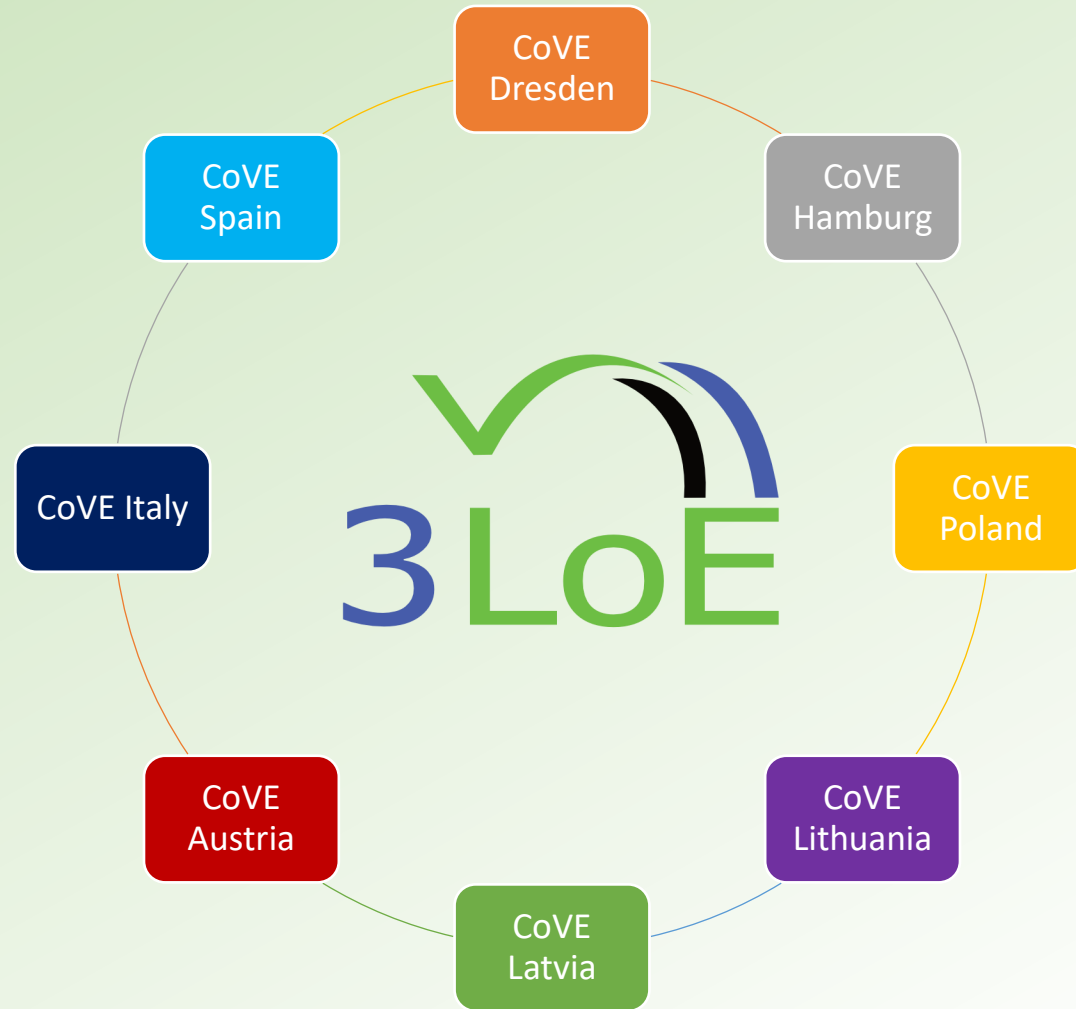 CoVE
Dresden
CoVE
Hamburg
CoVE
Poland
CoVE
Lithuania
CoVE
Latvia
CoVE
Austria
CoVE Italy
CoVE
Spain
3LoE